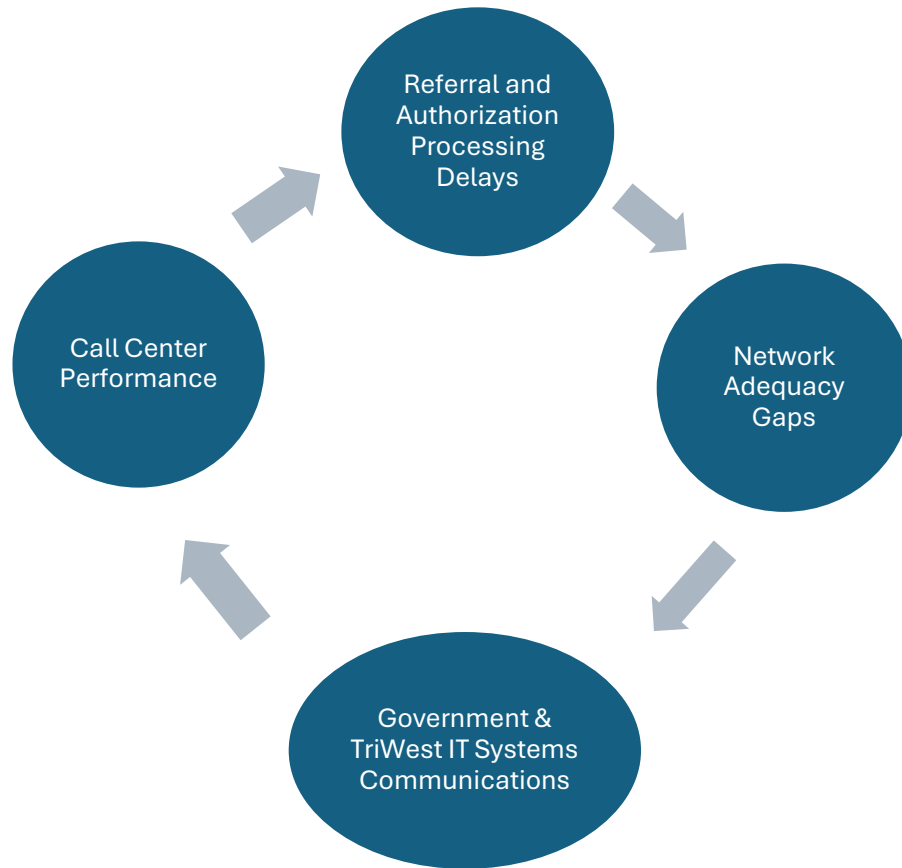 Referral and
Authorization
Processing
Delays
Call Center
Performance
Network
Adequacy
Gaps
Government &
TriWest IT Systems
Communications